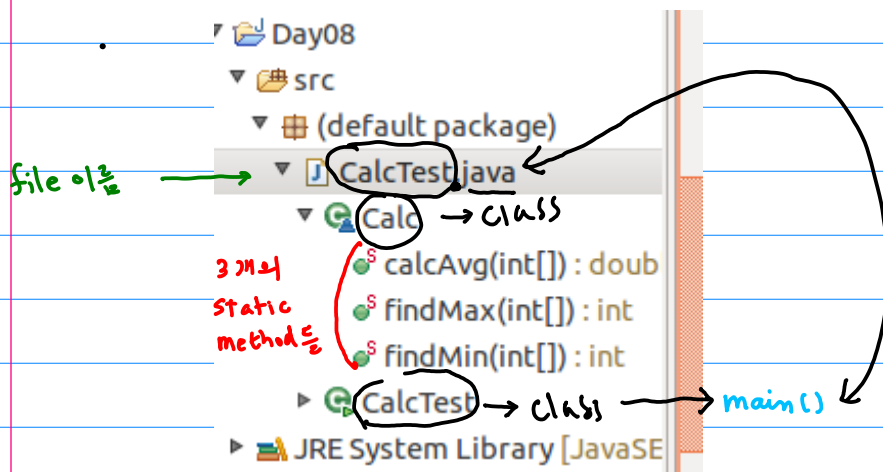 Day08
src
(default package)
file 이름 → CalcTest.java
Calc → class
3개의
static
method들
calcAvg(int[]) : doub
findMax(int[]) : int
findMin(int[]) : int
CalcTest → class → main()
JRE System Library [JavaSE